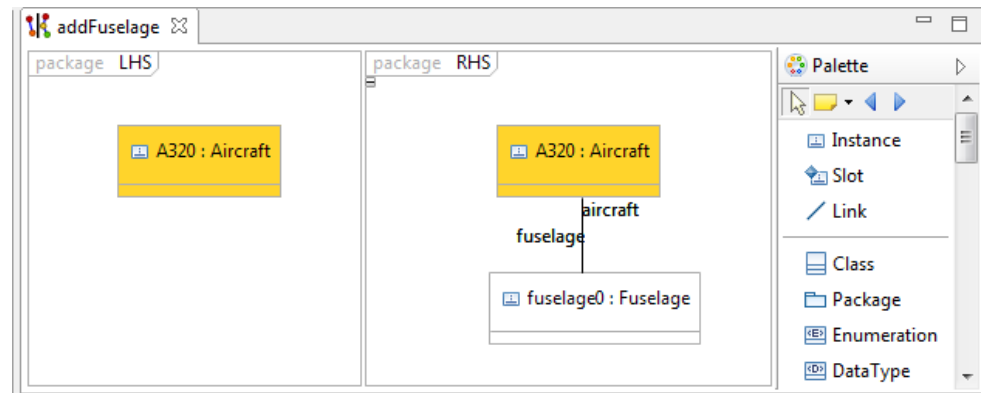 addFuselage
package LHS
package RHS
Palette
A320 : Aircraft
A320 : Aircraft
aircraft
fuselage
fuselage0 : Fuselage
Instance
Slot
Link
Class
Package
Enumeration
DataType